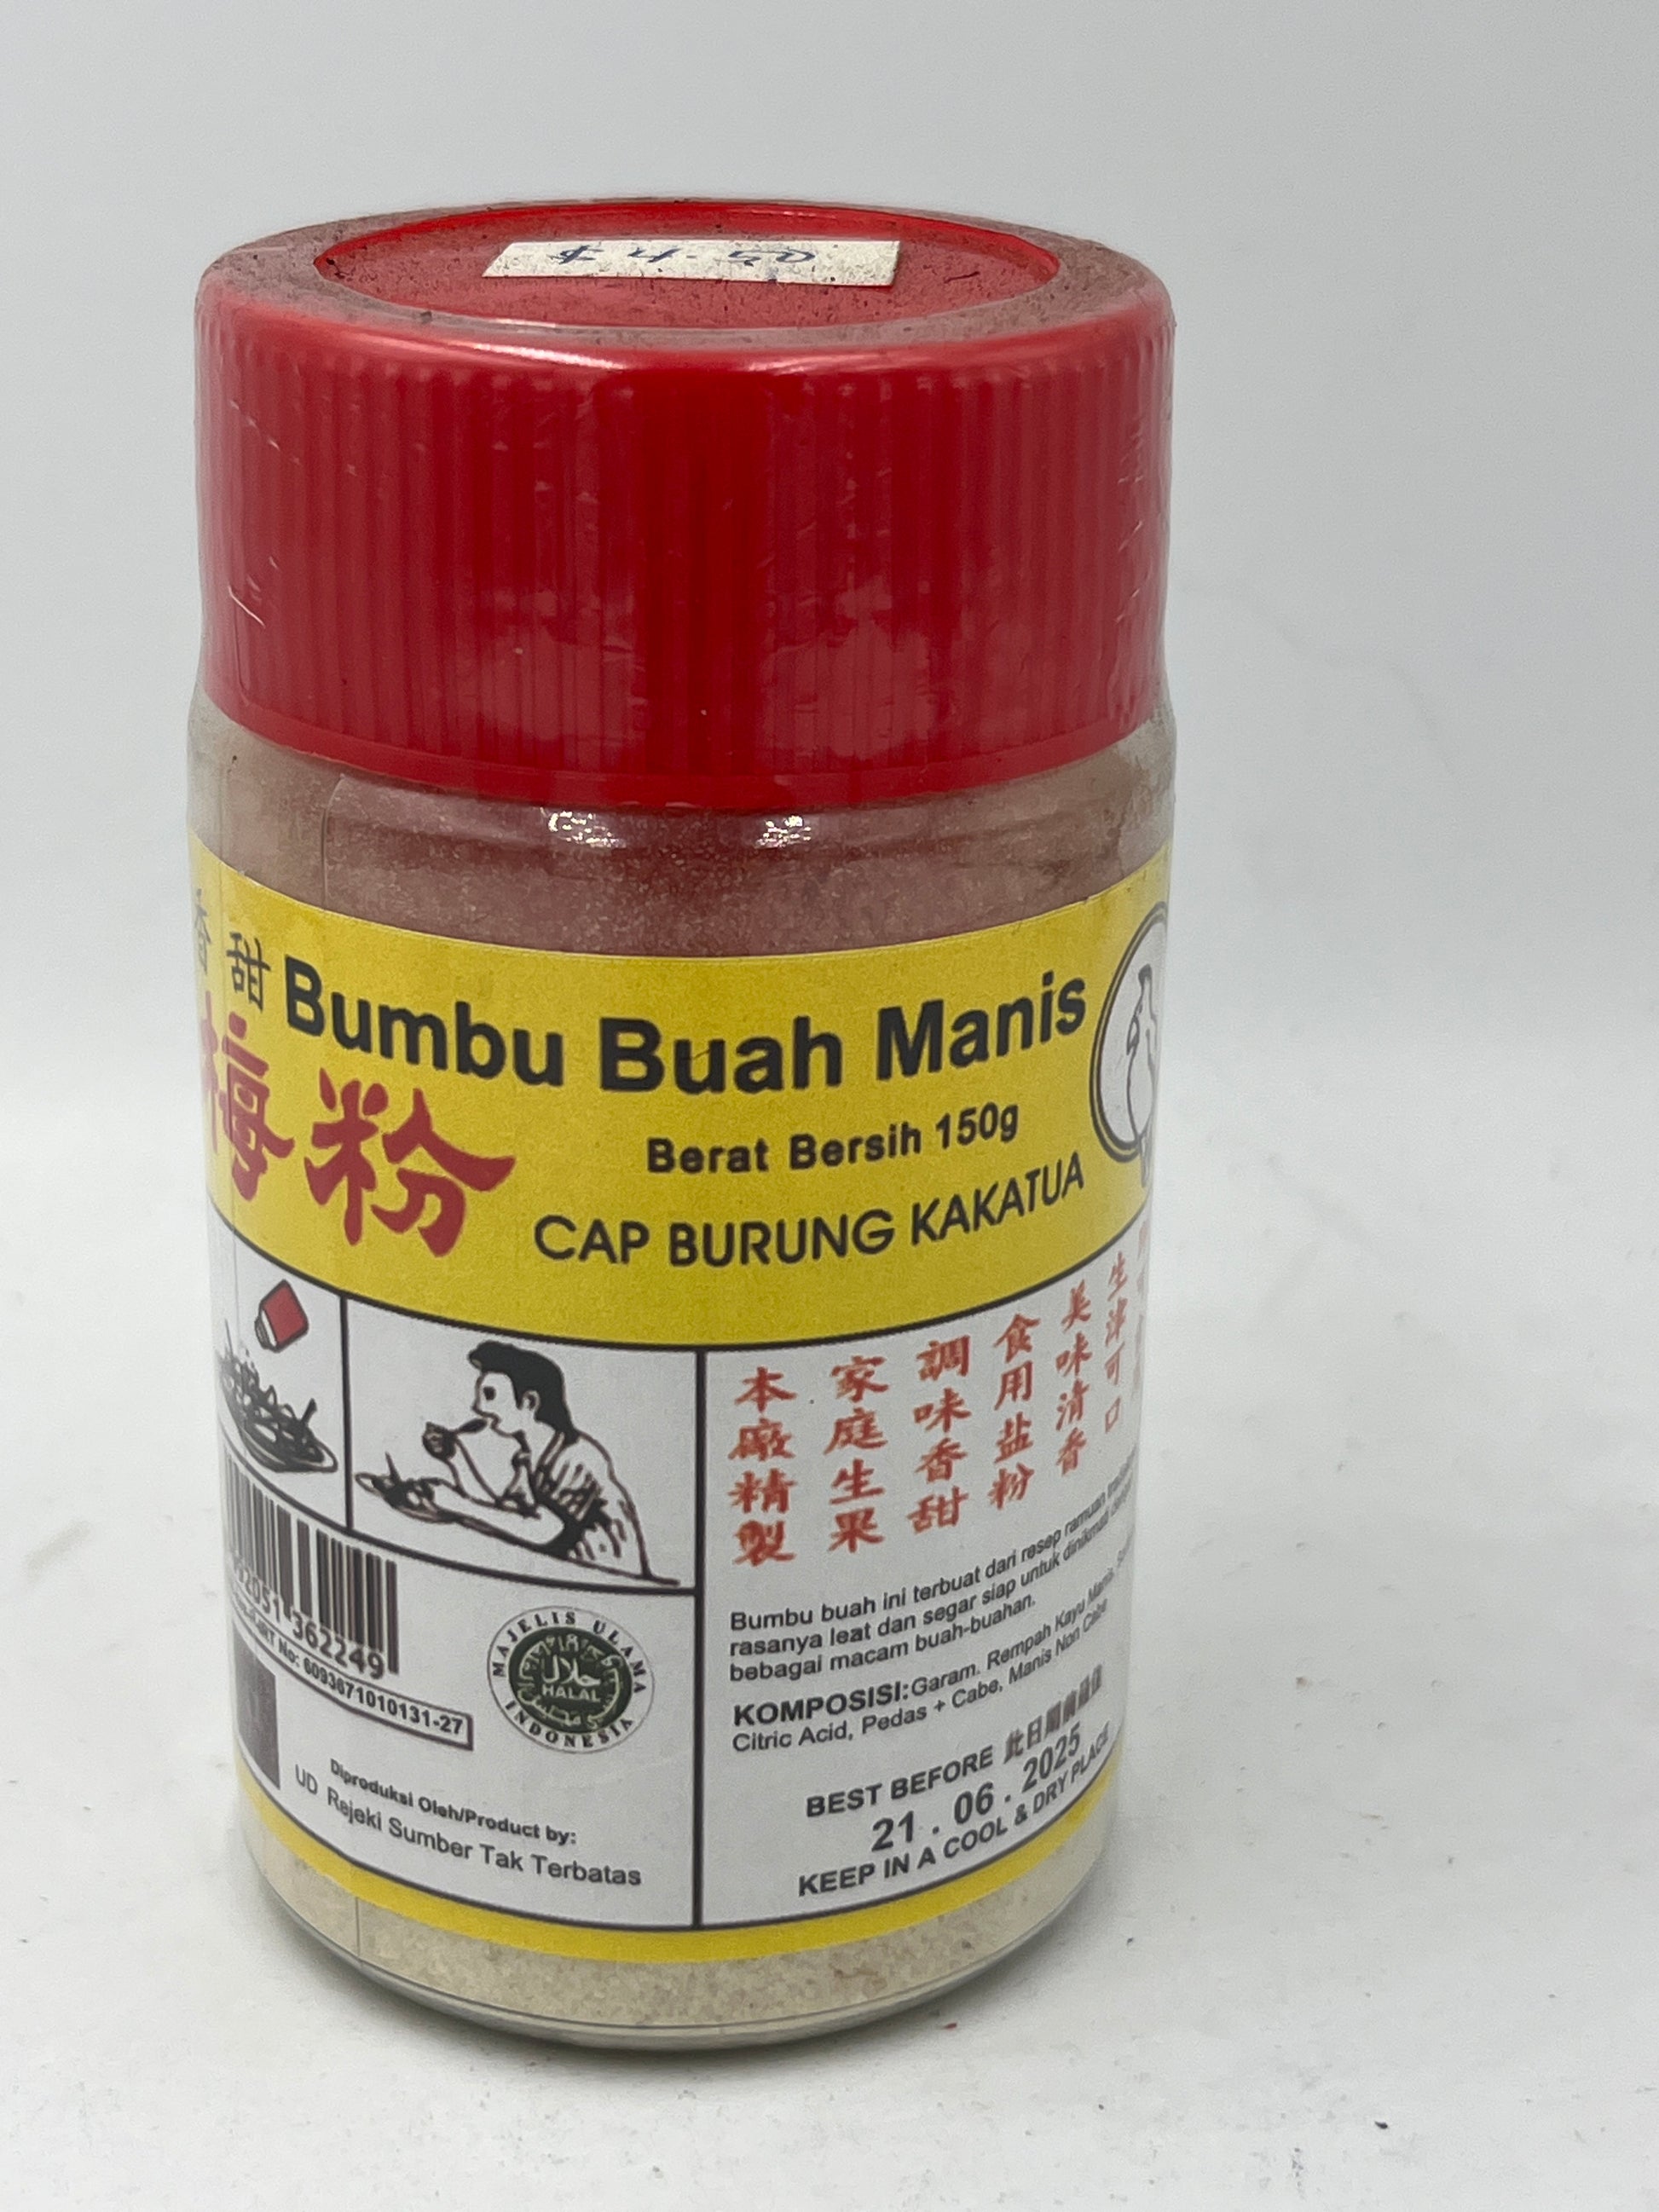 $ 4.50
香甜
梅粉
Bumbu Buah Manis
Berat Bersih 150g
CAP BURUNG KAKATUA
本廠精製
家庭生果
調味香甜
食用盐粉
美味清香
生津可口
Bumbu buah ini terbuat dari resep ramuan
rasanya leat dan segar siap untuk dinikmati
bebagai macam buah-buahan.
KOMPOSISI: Garam. Rempah Kayu Manis,
Citric Acid, Pedas + Cabe, Manis Non Cabe
BEST BEFORE 此日期前最佳
21 . 06 . 2025
KEEP IN A COOL & DRY PLACE
362249
No: 6093671010131-27
MAJELIS ULAMA
حلال
HALAL
INDONESIA
Diproduksi Oleh/Product by:
UD Rejeki Sumber Tak Terbatas